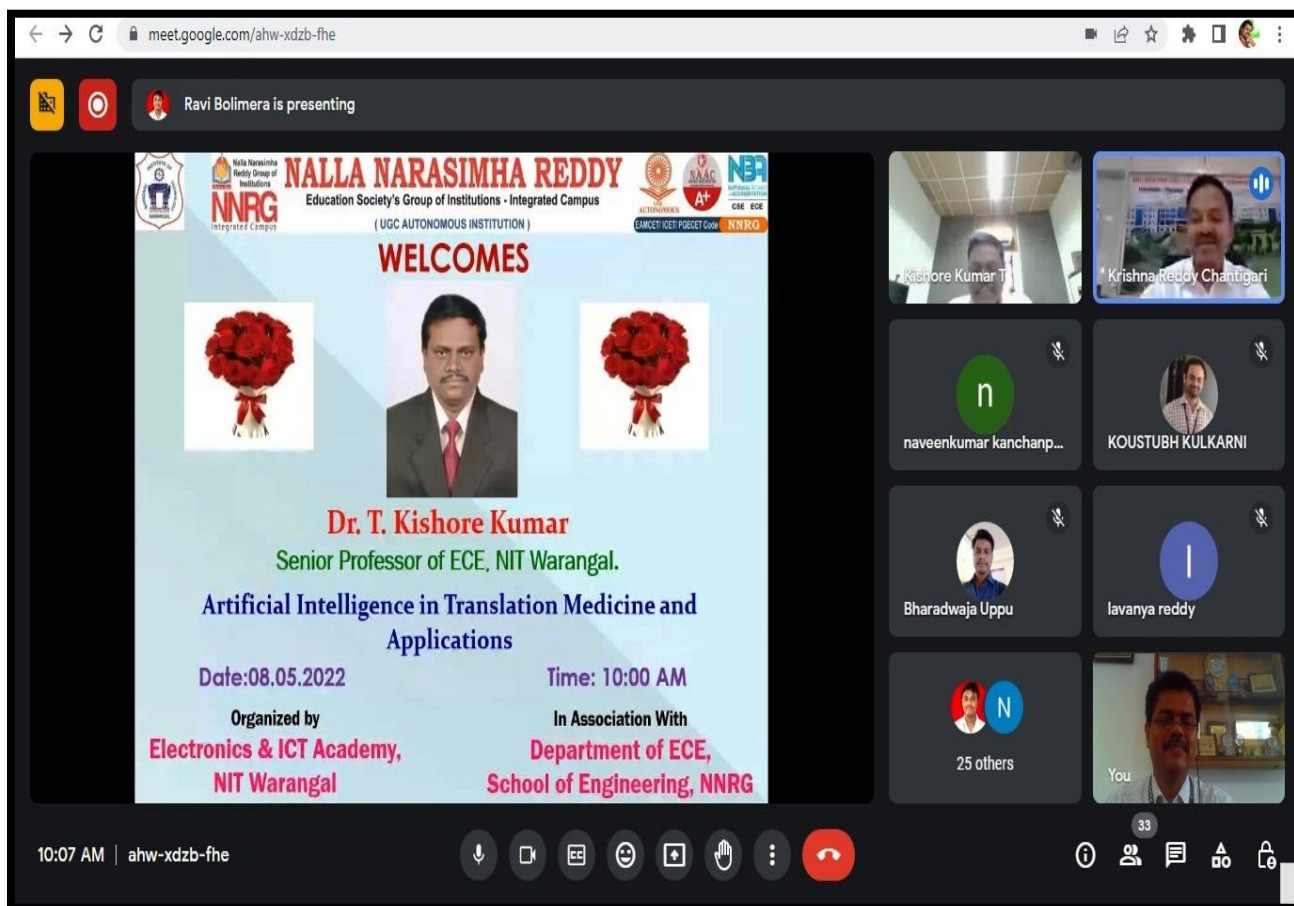 meet.google.com/ahw-xdzb-fhe
Ravi Bolimera is presenting
Nalla Narasimha
Reddy Group of
Institutions
NNRG
Integrated Campus
NALLA NARASIMHA REDDY
Education Society's Group of Institutions - Integrated Campus
( UGC AUTONOMOUS INSTITUTION )
AUTONOMOUS
NAAC
A+
NBA
CSE ECE
EAMCET/ ICET/ PGECET Code
NNRG
WELCOMES
Dr. T. Kishore Kumar
Senior Professor of ECE, NIT Warangal.
Artificial Intelligence in Translation Medicine and
Applications
Date:08.05.2022
Time: 10:00 AM
Organized by
Electronics & ICT Academy,
NIT Warangal
In Association With
Department of ECE,
School of Engineering, NNRG
Kishore Kumar T
Krishna Reddy Chantigari
n
naveenkumar kanchanp...
KOUSTUBH KULKARNI
Bharadwaja Uppu
l
lavanya reddy
N
25 others
You
10:07 AM | ahw-xdzb-fhe
CC
33